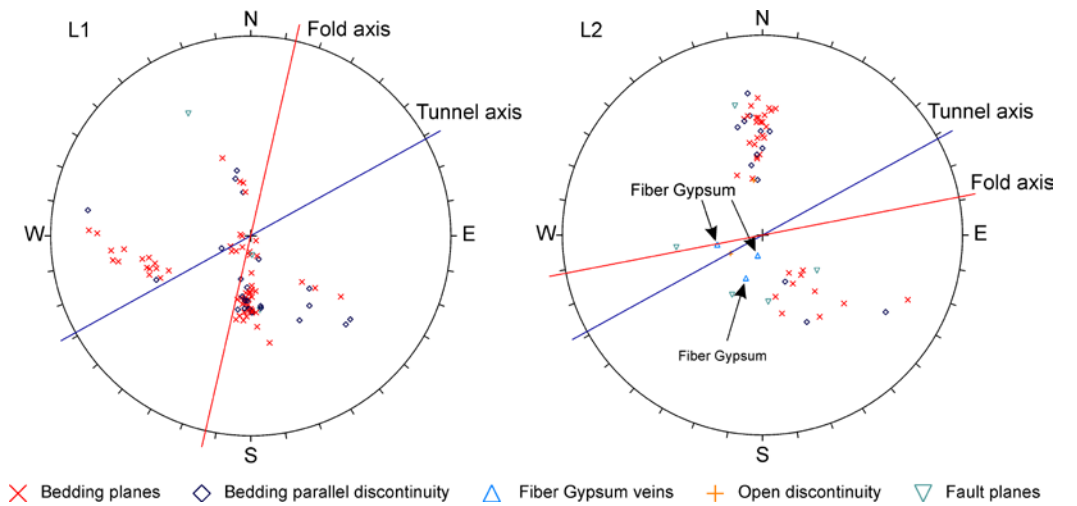 L1
N
Fold axis
Tunnel axis
W
E
S
L2
N
Tunnel axis
Fold axis
Fiber Gypsum
W
E
Fiber Gypsum
S
Bedding planes
Bedding parallel discontinuity
Fiber Gypsum veins
Open discontinuity
Fault planes